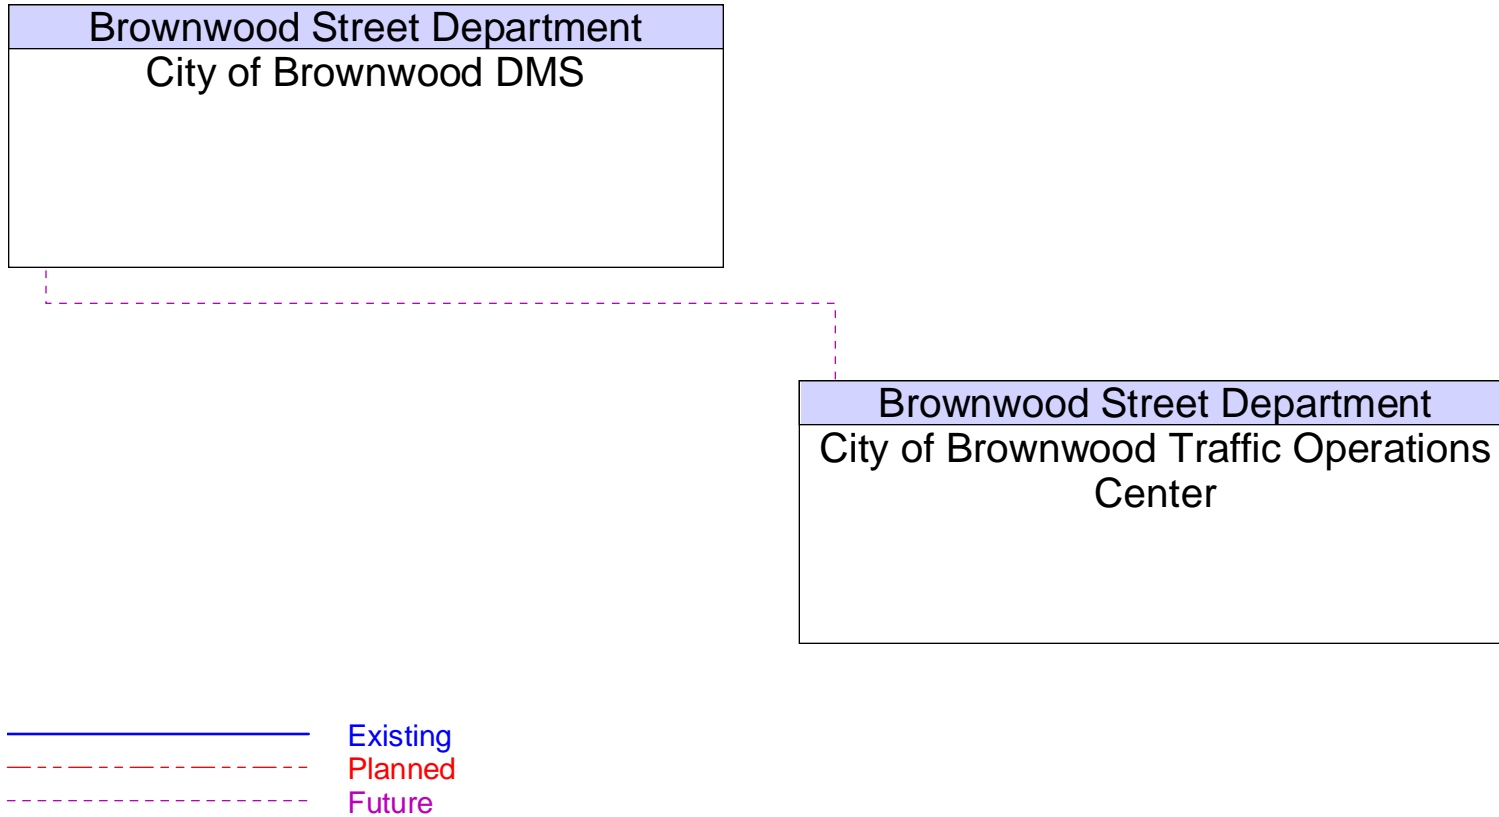 Brownwood Street Department
City of Brownwood DMS
Brownwood Street Department
City of Brownwood Traffic Operations
Center
Existing
Planned
Future